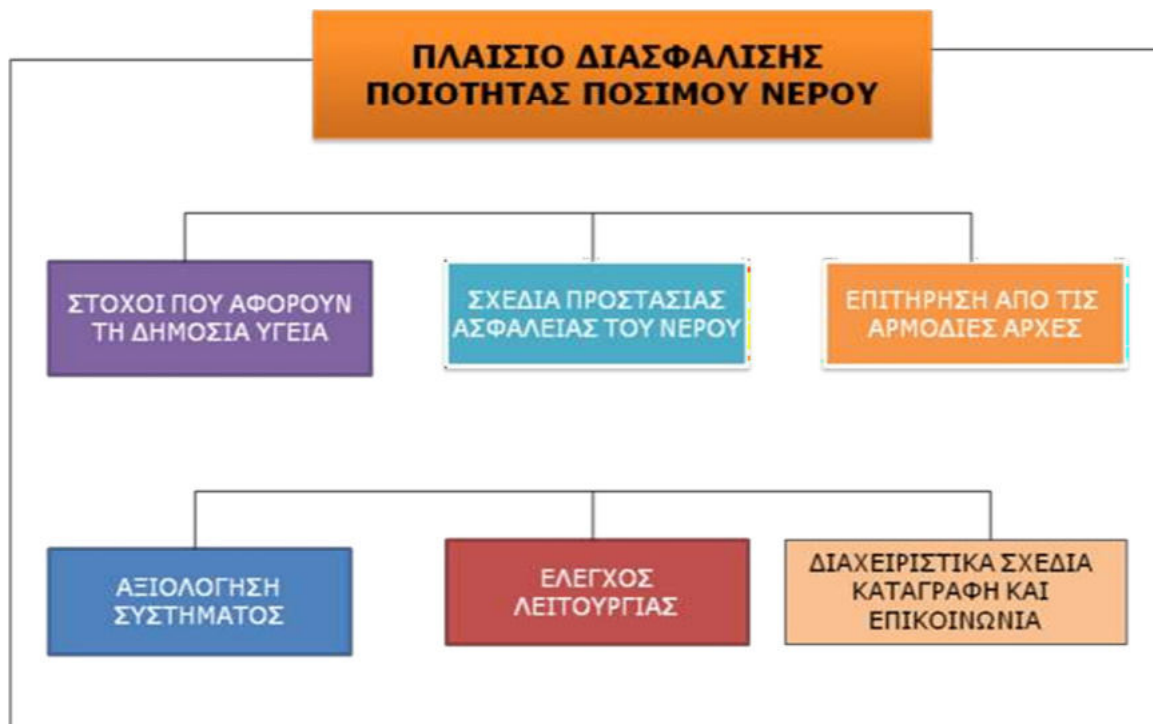 ΠΛΑΙΣΙΟ ΔΙΑΣΦΑΛΙΣΗΣ
ΠΟΙΟΤΗΤΑΣ ΠΟΣΙΜΟΥ ΝΕΡΟΥ
ΣΤΟΧΟΙ ΠΟΥ ΑΦΟΡΟΥΝ
ΤΗ ΔΗΜΟΣΙΑ ΥΓΕΙΑ
ΣΧΕΔΙΑ ΠΡΟΣΤΑΣΙΑΣ
ΑΣΦΑΛΕΙΑΣ ΤΟΥ ΝΕΡΟΥ
ΕΠΙΤΗΡΗΣΗ ΑΠΟ ΤΙΣ
ΑΡΜΟΔΙΕΣ ΑΡΧΕΣ
ΑΞΙΟΛΟΓΗΣΗ
ΣΥΣΤΗΜΑΤΟΣ
ΕΛΕΓΧΟΣ
ΛΕΙΤΟΥΡΓΙΑΣ
ΔΙΑΧΕΙΡΙΣΤΙΚΑ ΣΧΕΔΙΑ
ΚΑΤΑΓΡΑΦΗ ΚΑΙ
ΕΠΙΚΟΙΝΩΝΙΑ